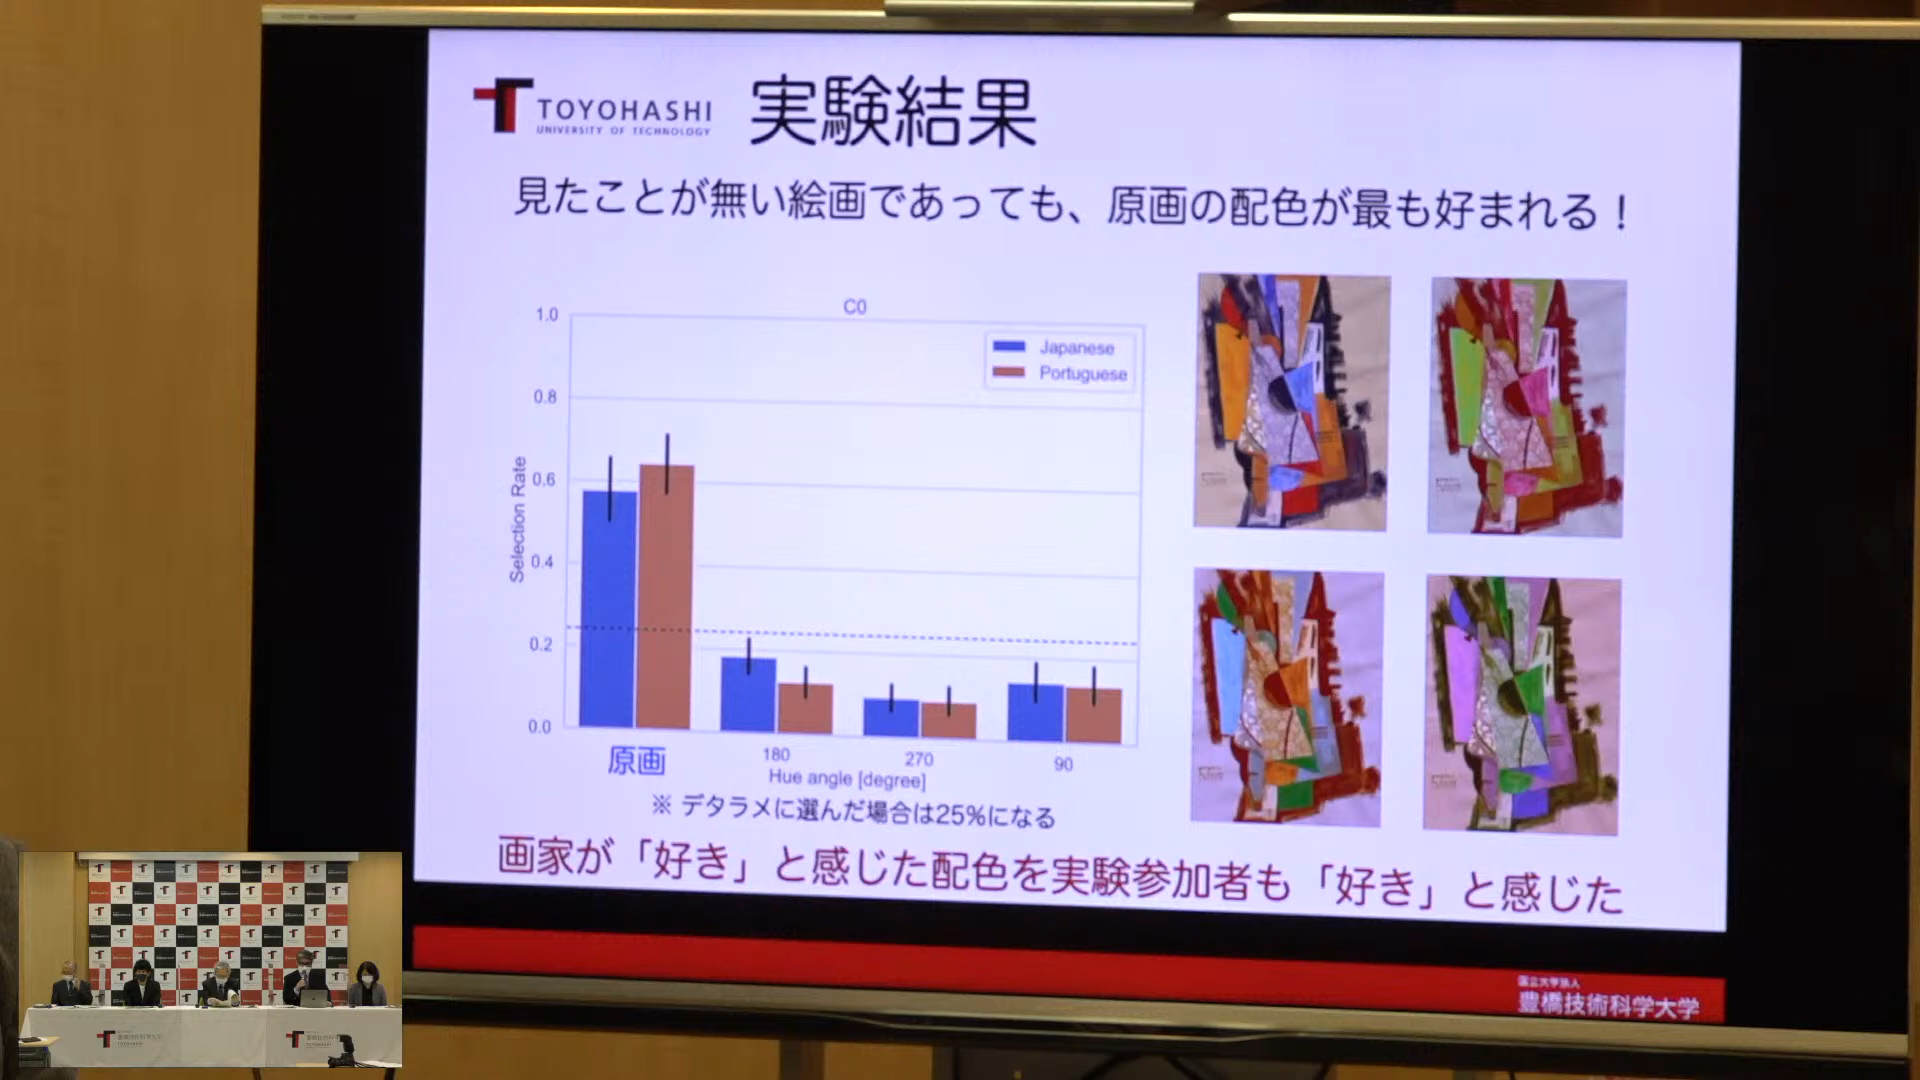 TOYOHASHI
UNIVERSITY OF TECHNOLOGY
実験結果
見たことが無い絵画であっても、原画の配色が最も好まれる！
C0
1.0
0.8
0.6
0.4
0.2
0.0
Selection Rate
Japanese
Portuguese
原画
180
270
90
Hue angle [degree]
※ デタラメに選んだ場合は25%になる
画家が「好き」と感じた配色を実験参加者も「好き」と感じた
国立大学法人
豊橋技術科学大学